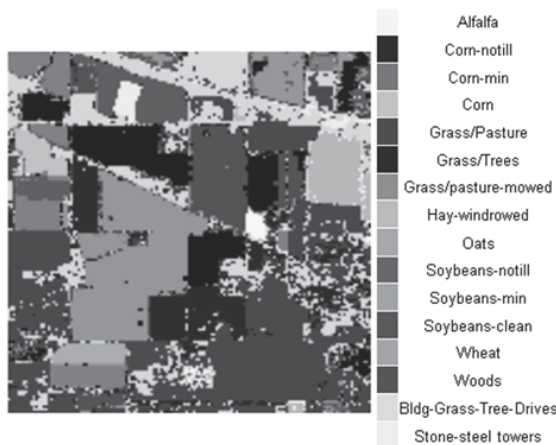 Alfalfa
Corn-notill
Corn-min
Corn
Grass/Pasture
Grass/Trees
Grass/pasture-mowed
Hay-windrowed
Oats
Soybeans-notill
Soybeans-min
Soybeans-clean
Wheat
Woods
Bldg-Grass-Tree-Drives
Stone-steel towers